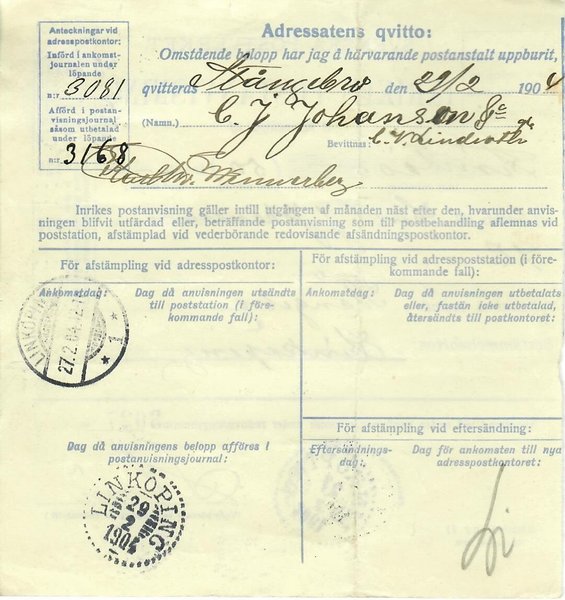 Anteckningar vid
adresspostkontor:
Införd i ankomst-
journalen under
löpande
n:r 3081
Afförd i postan-
visningsjournal
såsom utbetalad
under löpande
n:r 3168
Adressatens qvitto:
Omstående belopp har jag å härvarande postanstalt uppburit,
qvitteras Stångebro den 29/2 1904
(Namn.) C. J. Johanson
Bevittnas:
Wennerberg
Inrikes postanvisning gäller intill utgången af månaden näst efter den, hvarunder anvis-
ningen blifvit utfärdad eller, beträffande postanvisning som till postbehandling aflemnas vid
poststation, afstämplad vid vederbörande redovisande afsändningspostkontor.
För afstämpling vid adresspostkontor:
Ankomstdag:
Dag då anvisningen utsändts
till poststation (i före-
kommande fall):
LINKÖPING
27.2.04
1
Dag då anvisningens belopp affördes i
postanvisningsjournal:
LINKÖPING
29
2
1904
För afstämpling vid adresspoststation (i före-
kommande fall):
Ankomstdag:
Dag då anvisningen utbetalats
eller, fastän icke utbetalad,
återsändts till postkontoret:
För afstämpling vid eftersändning:
Eftersändnings-
dag:
Dag för ankomsten till nya
adresspostkontoret: